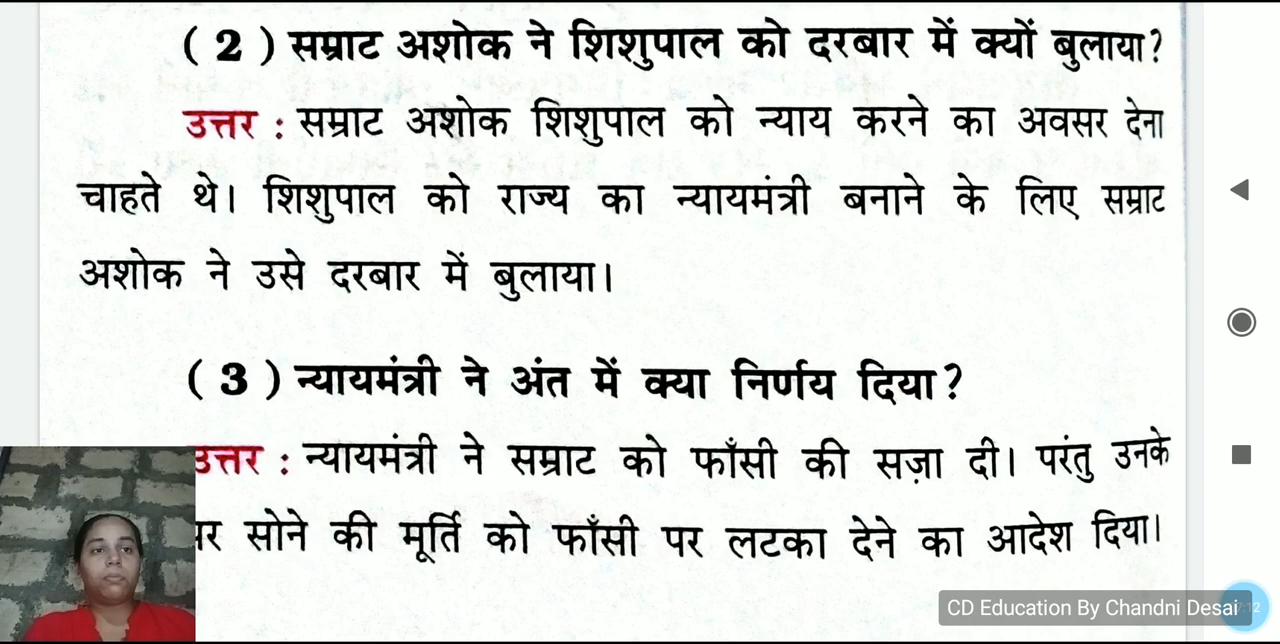 ( 2 ) सम्राट अशोक ने शिशुपाल को दरबार में क्यों बुलाया?
उत्तर : सम्राट अशोक शिशुपाल को न्याय करने का अवसर देना
चाहते थे। शिशुपाल को राज्य का न्यायमंत्री बनाने के लिए सम्राट
अशोक ने उसे दरबार में बुलाया।
( 3 ) न्यायमंत्री ने अंत में क्या निर्णय दिया?
उत्तर : न्यायमंत्री ने सम्राट को फाँसी की सज़ा दी। परंतु उनके
सोने की मूर्ति को फाँसी पर लटका देने का आदेश दिया।
CD Education By Chandni Desai